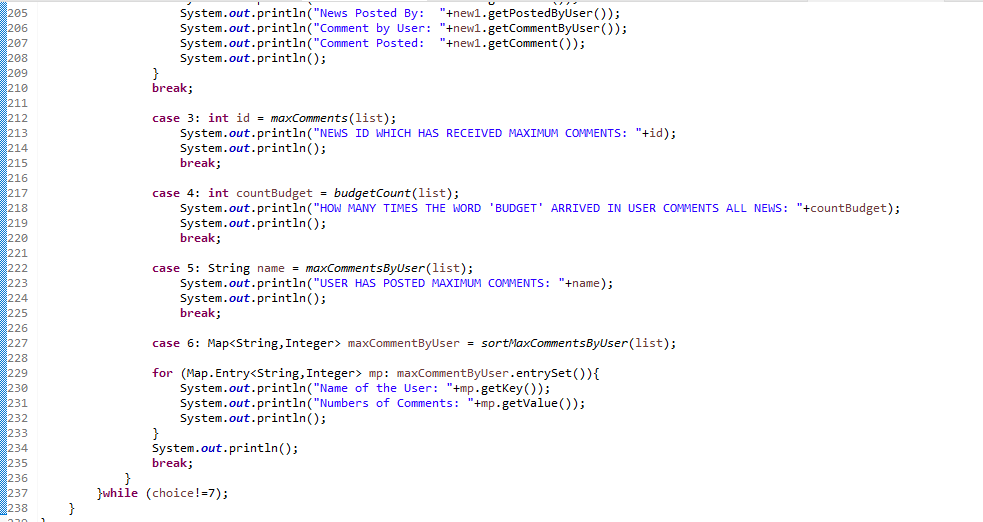 205 System.out.println("News Posted By:  "+new1.getPostedByUser());
206 System.out.println("Comment by User: "+new1.getCommentByUser());
207 System.out.println("Comment Posted:  "+new1.getComment());
208 System.out.println();
209 }
210 break;
211
212 case 3: int id = maxComments(list);
213 System.out.println("NEWS ID WHICH HAS RECEIVED MAXIMUM COMMENTS: "+id);
214 System.out.println();
215 break;
216
217 case 4: int countBudget = budgetCount(list);
218 System.out.println("HOW MANY TIMES THE WORD 'BUDGET' ARRIVED IN USER COMMENTS ALL NEWS: "+countBudget);
219 System.out.println();
220 break;
221
222 case 5: String name = maxCommentsByUser(list);
223 System.out.println("USER HAS POSTED MAXIMUM COMMENTS: "+name);
224 System.out.println();
225 break;
226
227 case 6: Map<String,Integer> maxCommentByUser = sortMaxCommentsByUser(list);
228
229 for (Map.Entry<String,Integer> mp: maxCommentByUser.entrySet()){
230 System.out.println("Name of the User: "+mp.getKey());
231 System.out.println("Numbers of Comments: "+mp.getValue());
232 System.out.println();
233 }
234 System.out.println();
235 break;
236 }
237 }while (choice!=7);
238 }